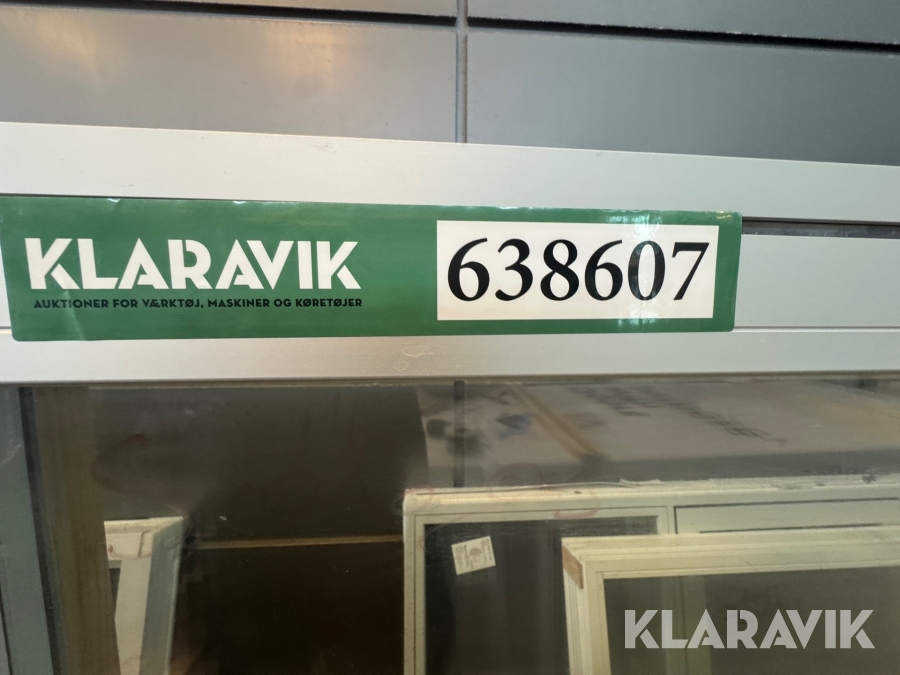 KLARAVIK
AUKTIONER FOR VÆRKTØJ, MASKINER OG KØRETØJER
638607
KLARAVIK